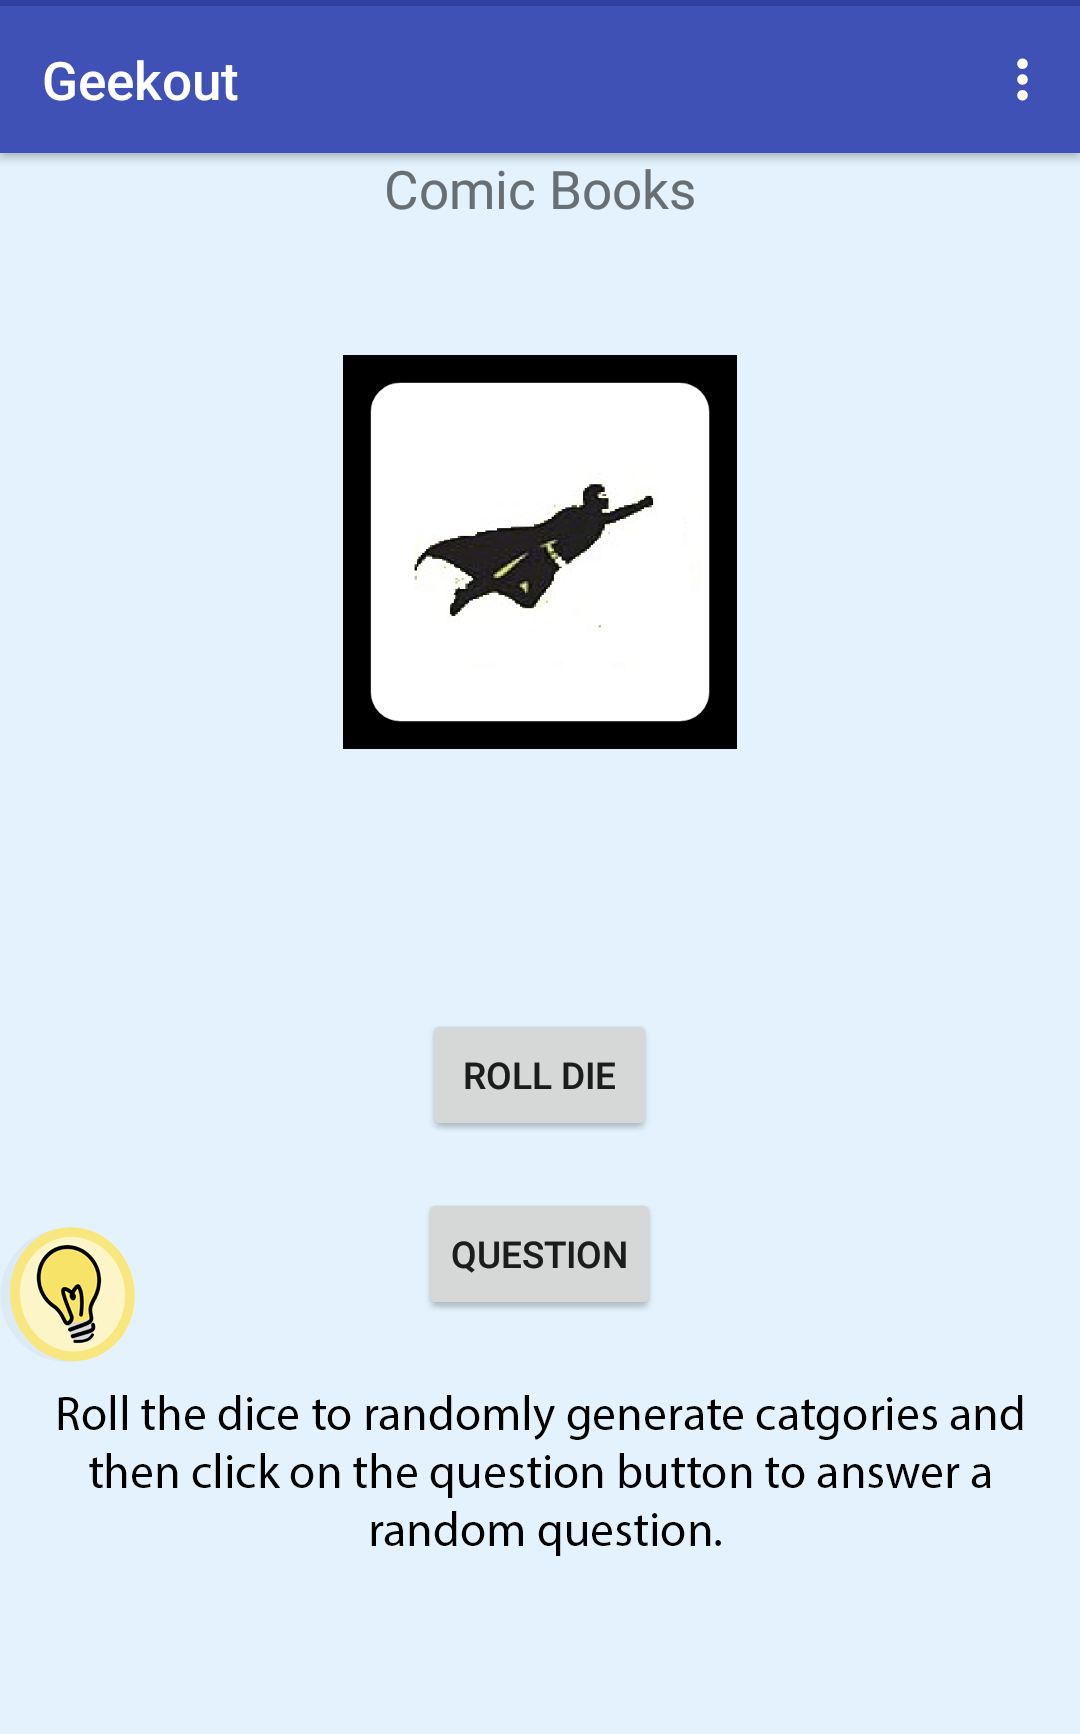 Geekout
Comic Books
ROLL DIE
QUESTION
Roll the dice to randomly generate catgories and
then click on the question button to answer a
random question.